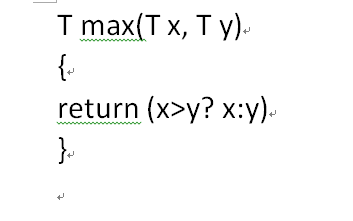 T max(T x, T y)
{
return (x>y? x:y)
}